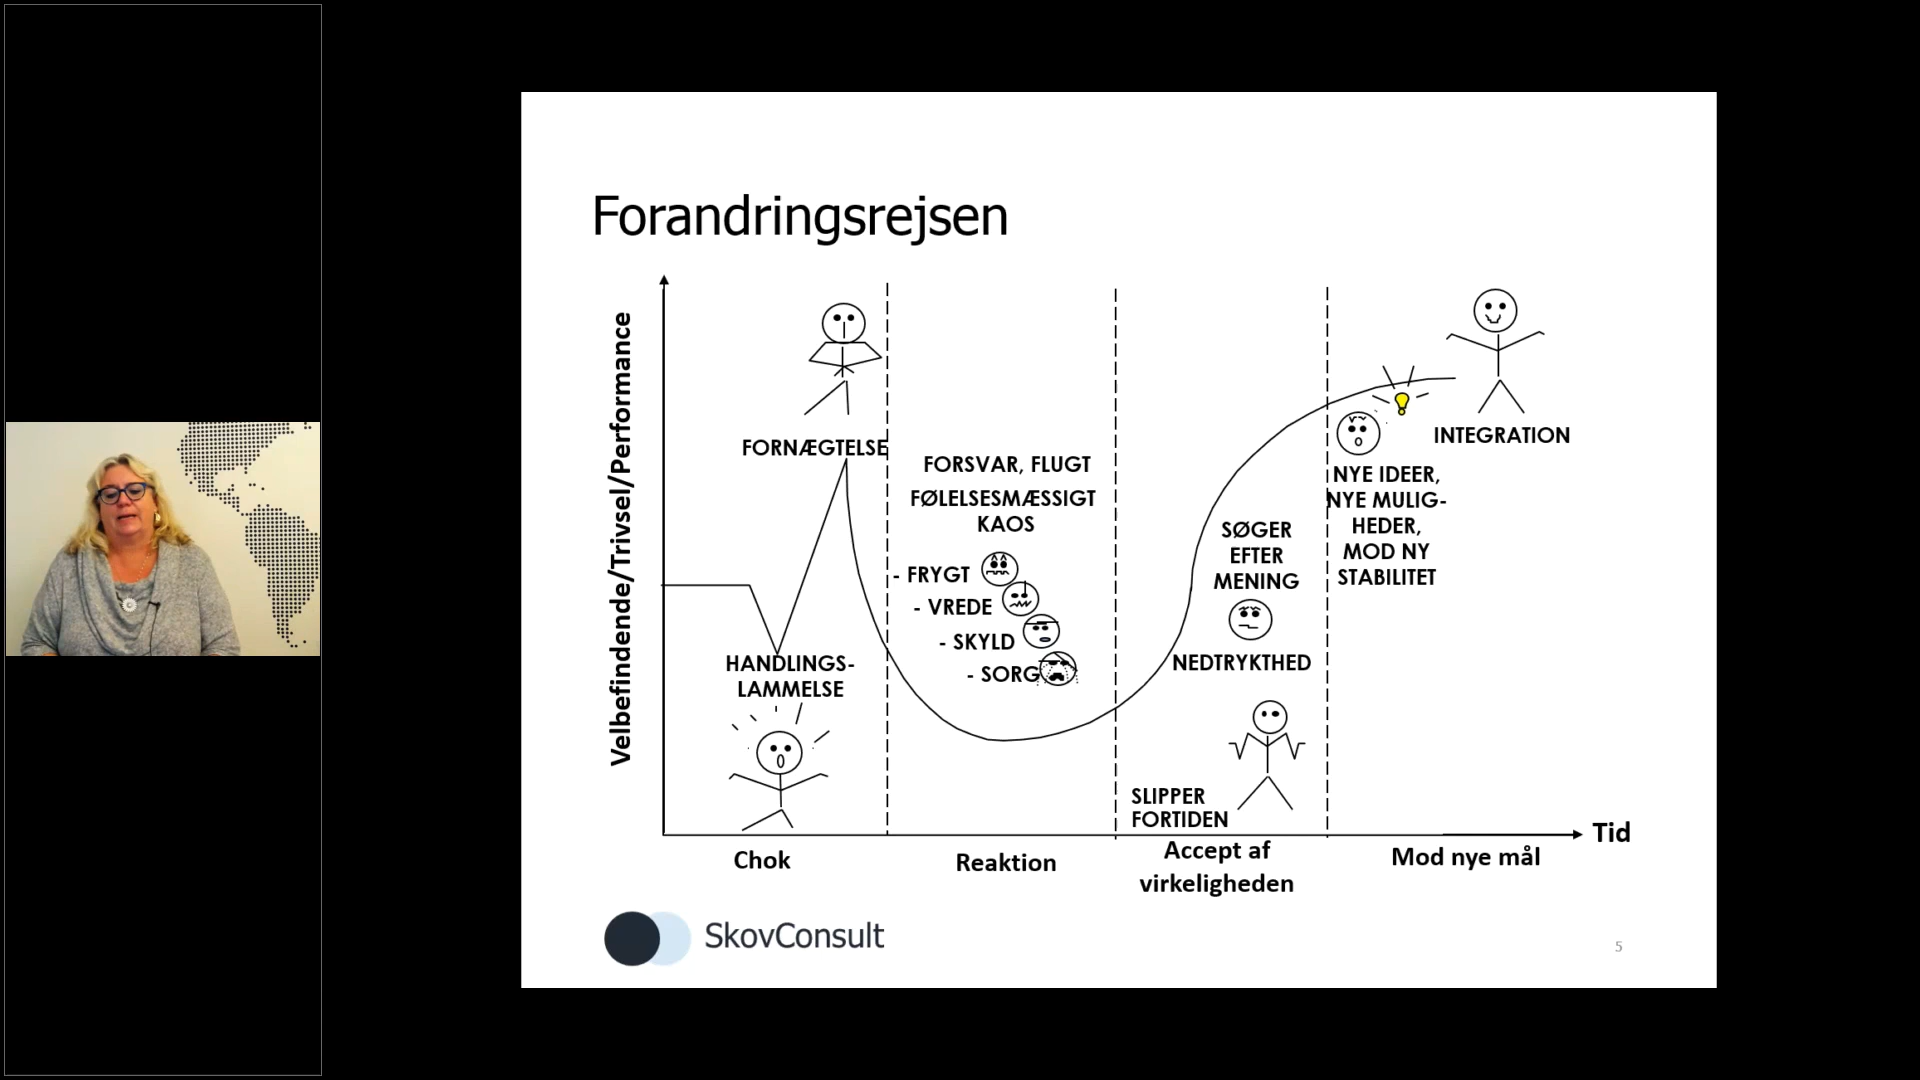 Forandringsrejsen
Velbefindende/Trivsel/Performance
FORNÆGTELSE
HANDLINGS-
LAMMELSE
FORSVAR, FLUGT
FØLELSESMÆSSIGT
KAOS
- FRYGT
- VREDE
- SKYLD
- SORG
SØGER
EFTER
MENING
NEDTRYKTHED
SLIPPER
FORTIDEN
INTEGRATION
NYE IDEER,
NYE MULIG-
HEDER,
MOD NY
STABILITET
Tid
Chok
Reaktion
Accept af
virkeligheden
Mod nye mål
SkovConsult
5